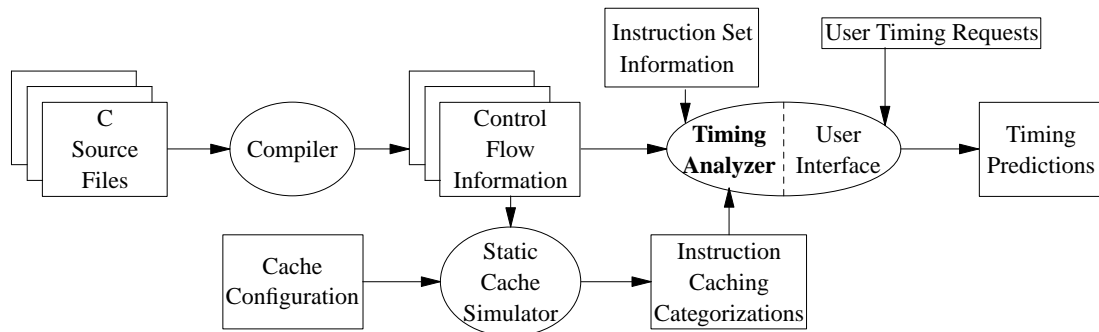 Instruction Set
Information
User Timing Requests
C
Source
Files
Compiler
Control
Flow
Information
Timing
Analyzer
User
Interface
Timing
Predictions
Cache
Configuration
Static
Cache
Simulator
Instruction
Caching
Categorizations